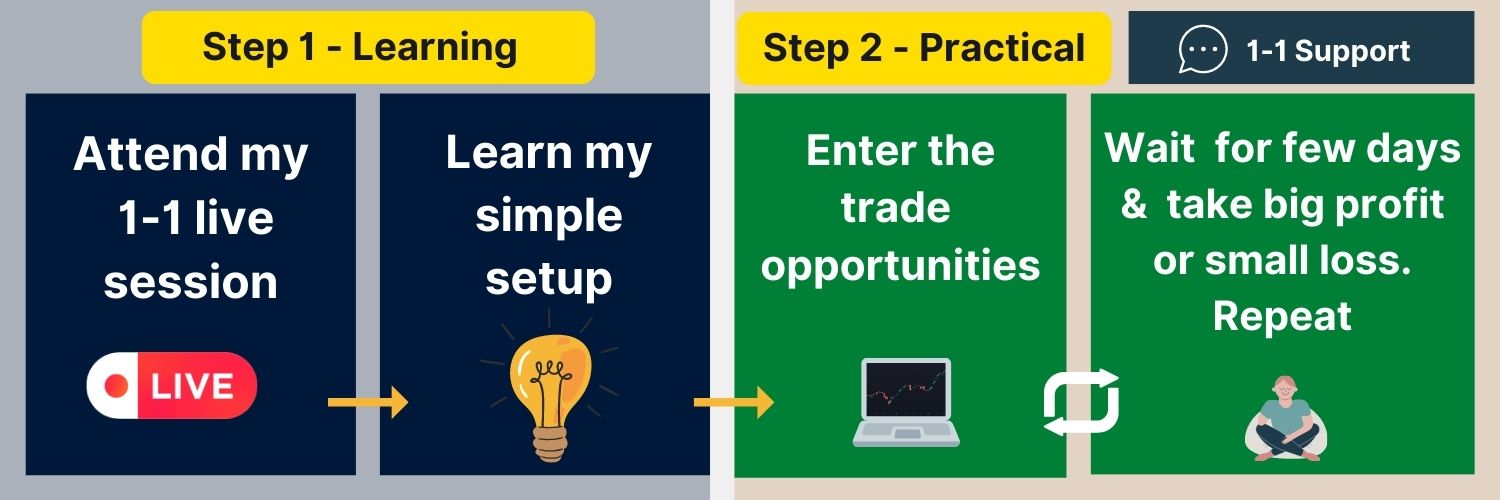 Step 1 - Learning
Attend my
1-1 live
session
LIVE
Learn my
simple
setup
Step 2 - Practical
1-1 Support
Enter the
trade
opportunities
Wait for few days
& take big profit
or small loss.
Repeat